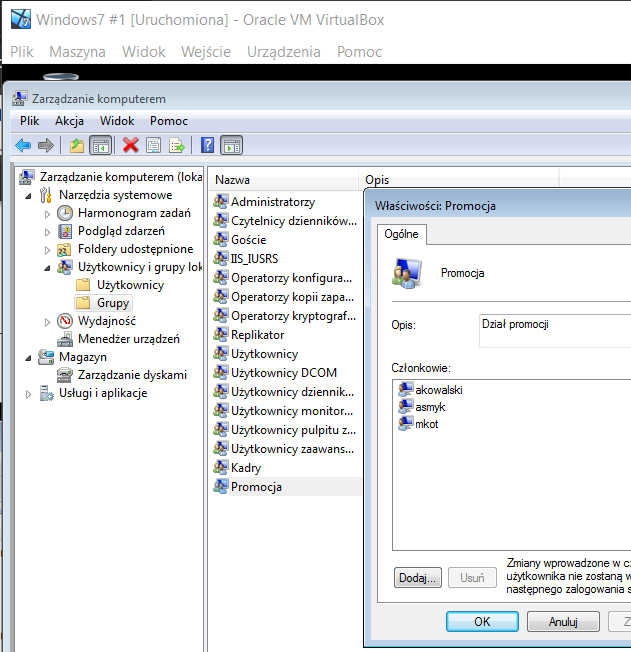 Windows7 #1 [Uruchomiona] - Oracle VM VirtualBox
Plik Maszyna Widok Wejście Urządzenia Pomoc
Zarządzanie komputerem
Plik Akcja Widok Pomoc
Zarządzanie komputerem (loka
Narzędzia systemowe
Harmonogram zadań
Podgląd zdarzeń
Foldery udostępnione
Użytkownicy i grupy lok
Użytkownicy
Grupy
Wydajność
Menedżer urządzeń
Magazyn
Zarządzanie dyskami
Usługi i aplikacje
Nazwa Opis
Administratorzy
Czytelnicy dzienników...
Goście
IIS_IUSRS
Operatorzy konfigura...
Operatorzy kopii zapa...
Operatorzy kryptograf...
Replikator
Użytkownicy
Użytkownicy DCOM
Użytkownicy dziennik...
Użytkownicy monitor...
Użytkownicy pulpitu z...
Użytkownicy zaawans...
Kadry
Promocja
Właściwości: Promocja
Ogólne
Promocja
Opis: Dział promocji
Członkowie:
akowalski
asmyk
mkot
Dodaj... Usuń
Zmiany wprowadzone w cz
użytkownika nie zostaną w
następnego zalogowania s
OK Anuluj Z